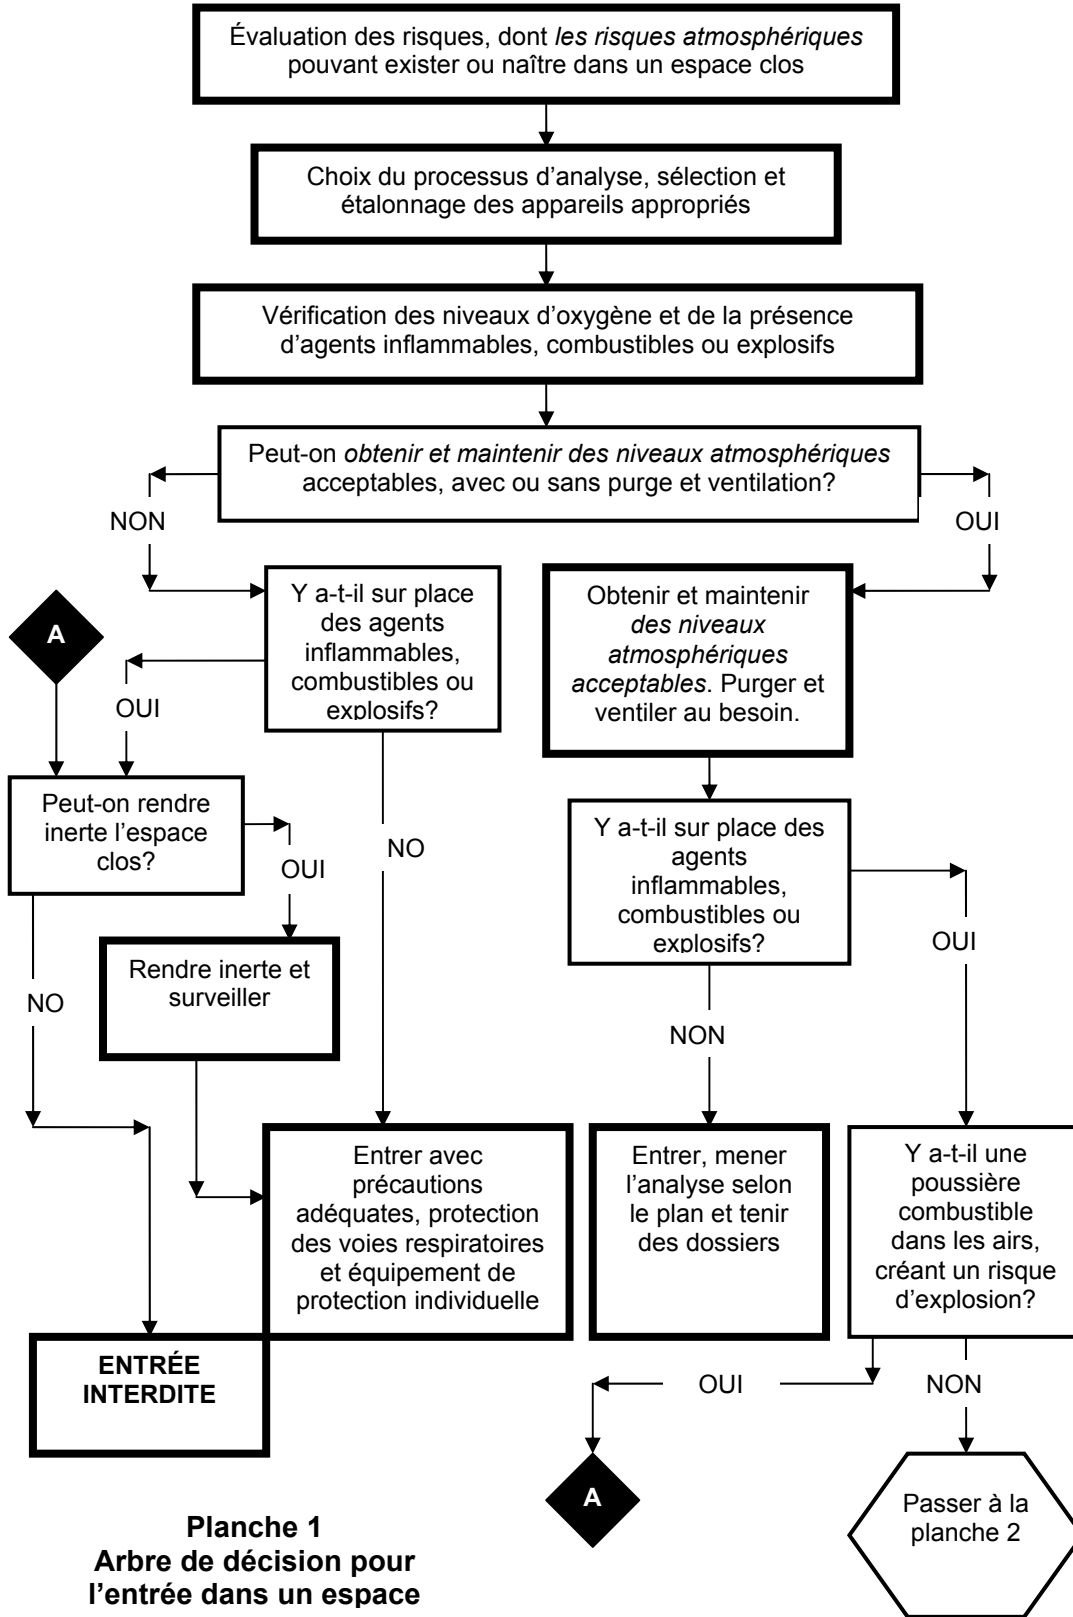 Évaluation des risques, dont les risques atmosphériques
pouvant exister ou naître dans un espace clos
Choix du processus d’analyse, sélection et
étalonnage des appareils appropriés
Vérification des niveaux d’oxygène et de la présence
d’agents inflammables, combustibles ou explosifs
Peut-on obtenir et maintenir des niveaux atmosphériques
acceptables, avec ou sans purge et ventilation?
NON
OUI
Y a-t-il sur place
des agents
inflammables,
combustibles ou
explosifs?
Obtenir et maintenir
des niveaux
atmosphériques
acceptables. Purger et
ventiler au besoin.
A
OUI
Peut-on rendre
inerte l’espace
clos?
OUI
NO
Y a-t-il sur place des
agents
inflammables,
combustibles ou
explosifs?
OUI
Rendre inerte et
surveiller
NO
NON
Entrer avec
précautions
adéquates, protection
des voies respiratoires
et équipement de
protection individuelle
Entrer, mener
l’analyse selon
le plan et tenir
des dossiers
Y a-t-il une
poussière
combustible
dans les airs,
créant un risque
d’explosion?
ENTRÉE
INTERDITE
OUI
NON
A
Passer à la
planche 2
Planche 1
Arbre de décision pour
l’entrée dans un espace